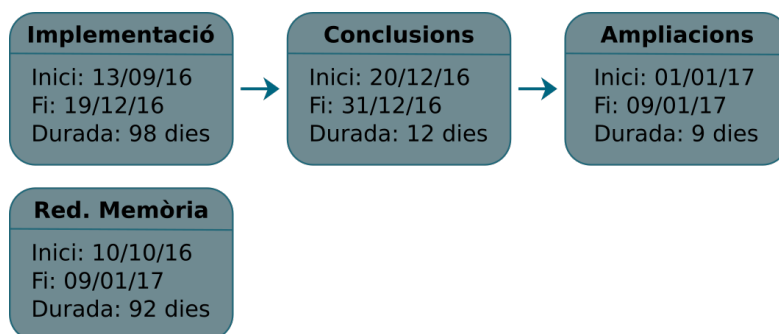 Implementació
Inici: 13/09/16
Fi: 19/12/16
Durada: 98 dies
Conclusions
Inici: 20/12/16
Fi: 31/12/16
Durada: 12 dies
Ampliacions
Inici: 01/01/17
Fi: 09/01/17
Durada: 9 dies
Red. Memòria
Inici: 10/10/16
Fi: 09/01/17
Durada: 92 dies